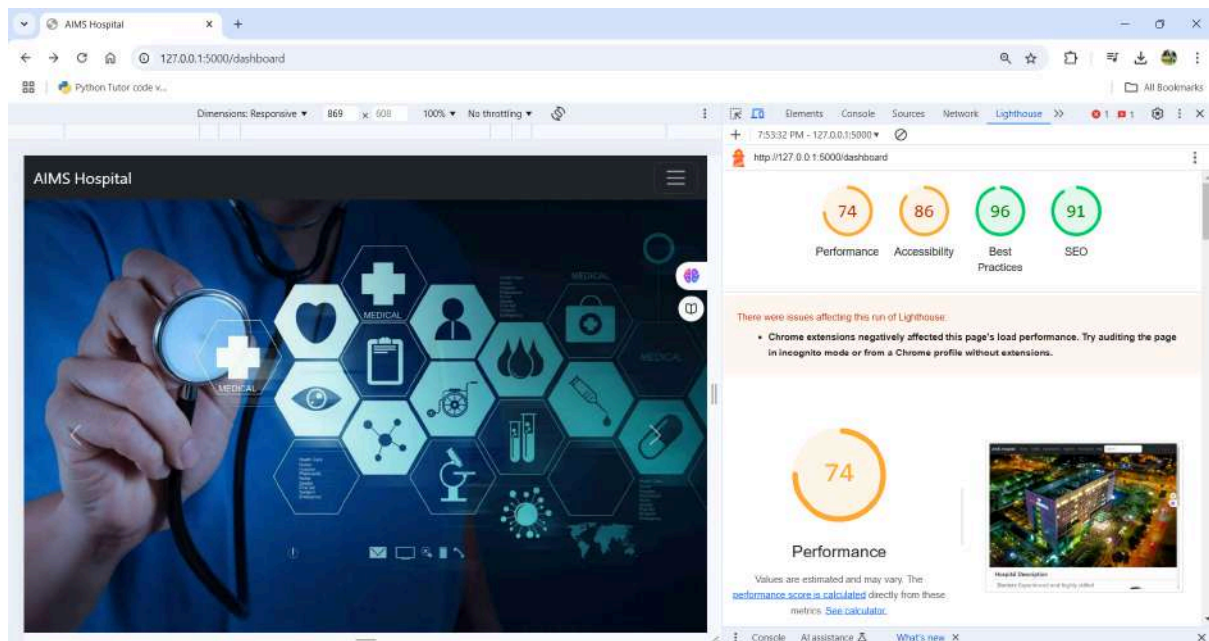 AIMS Hospital
127.0.0.1:5000/dashboard
Python Tutor code v...
All Bookmarks
Dimensions: Responsive 869 x 608 100% No throttling
Elements Console Sources Network Lighthouse 1 1
7:53:32 PM - 127.0.0.1:5000
http://127.0.0.1:5000/dashboard
AIMS Hospital
MEDICAL
MEDICAL
MEDICAL
MEDICAL
74 86 96 91
Performance Accessibility Best Practices SEO
There were issues affecting this run of Lighthouse:
Chrome extensions negatively affected this page's load performance. Try auditing the page
in incognito mode or from a Chrome profile without extensions.
74
Performance
Values are estimated and may vary. The
performance score is calculated directly from these
metrics. See calculator.
Hospital Description
Console AI assistance What's new